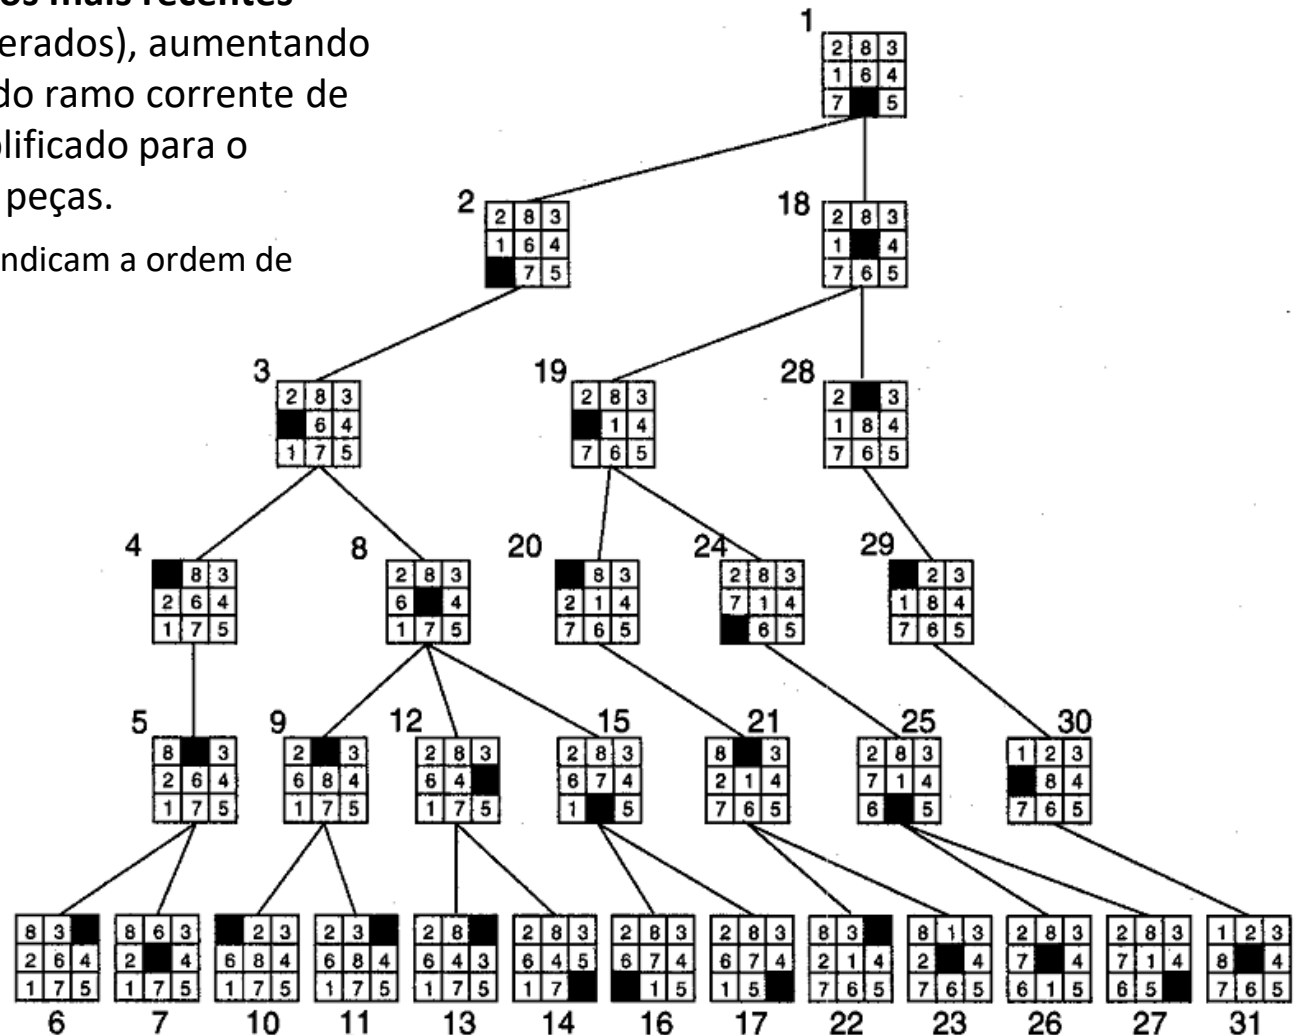 os mais recentes
erados), aumentando
do ramo corrente de
olificado para o
peças.
ndicam a ordem de
1
2 8 3
1 6 4
7 5
2
2 8 3
1 6 4
7 5
18
2 8 3
1 4
7 6 5
3
2 8 3
6 4
1 7 5
19
2 8 3
1 4
7 6 5
28
2 3
1 8 4
7 6 5
4
8 3
2 6 4
1 7 5
8
2 8 3
6 4
1 7 5
20
8 3
2 1 4
7 6 5
24
2 8 3
7 1 4
6 5
29
2 3
1 8 4
7 6 5
5
8 3
2 6 4
1 7 5
9
2 3
6 8 4
1 7 5
12
2 8 3
6 4
1 7 5
15
2 8 3
6 7 4
1 5
21
8 3
2 1 4
7 6 5
25
2 8 3
7 1 4
6 5
30
1 2 3
8 4
7 6 5
8 3
2 6 4
1 7 5
6
8 6 3
2 4
1 7 5
7
2 3
6 8 4
1 7 5
10
2 3
6 8 4
1 7 5
11
2 8
6 4 3
1 7 5
13
2 8 3
6 4 5
1 7
14
2 8 3
6 7 4
1 5
16
2 8 3
6 7 4
1 5
17
8 3
2 1 4
7 6 5
22
8 1 3
2 4
7 6 5
23
2 8 3
7 4
6 1 5
26
2 8 3
7 1 4
6 5
27
1 2 3
8 4
7 6 5
31